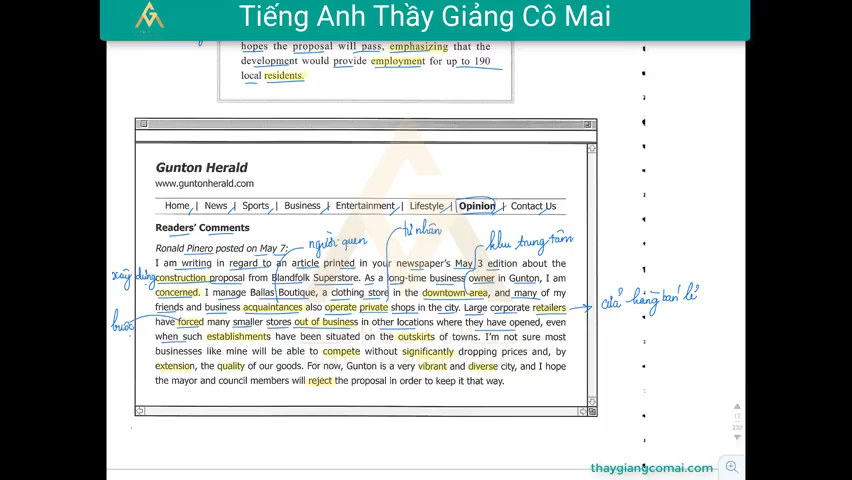 Tiếng Anh Thầy Giảng Cô Mai
hopes the proposal will pass, emphasizing that the
development would provide employment for up to 190
local residents.
Gunton Herald
www.guntonherald.com
Home News Sports Business Entertainment Lifestyle Opinion Contact Us
Readers' Comments
Ronald Pinero posted on May 7:
người quen
tư nhân
khu trung tâm
I am writing in regard to an article printed in your newspaper's May 3 edition about the
xây dựng
construction proposal from Blandfolk Superstore. As a long-time business owner in Gunton, I am
concerned. I manage Ballas Boutique, a clothing store in the downtown area, and many of my
friends and business acquaintances also operate private shops in the city. Large corporate retailers
cửa hàng bán lẻ
buộc
have forced many smaller stores out of business in other locations where they have opened, even
when such establishments have been situated on the outskirts of towns. I'm not sure most
businesses like mine will be able to compete without significantly dropping prices and, by
extension, the quality of our goods. For now, Gunton is a very vibrant and diverse city, and I hope
the mayor and council members will reject the proposal in order to keep it that way.
thaygiangcomai.com